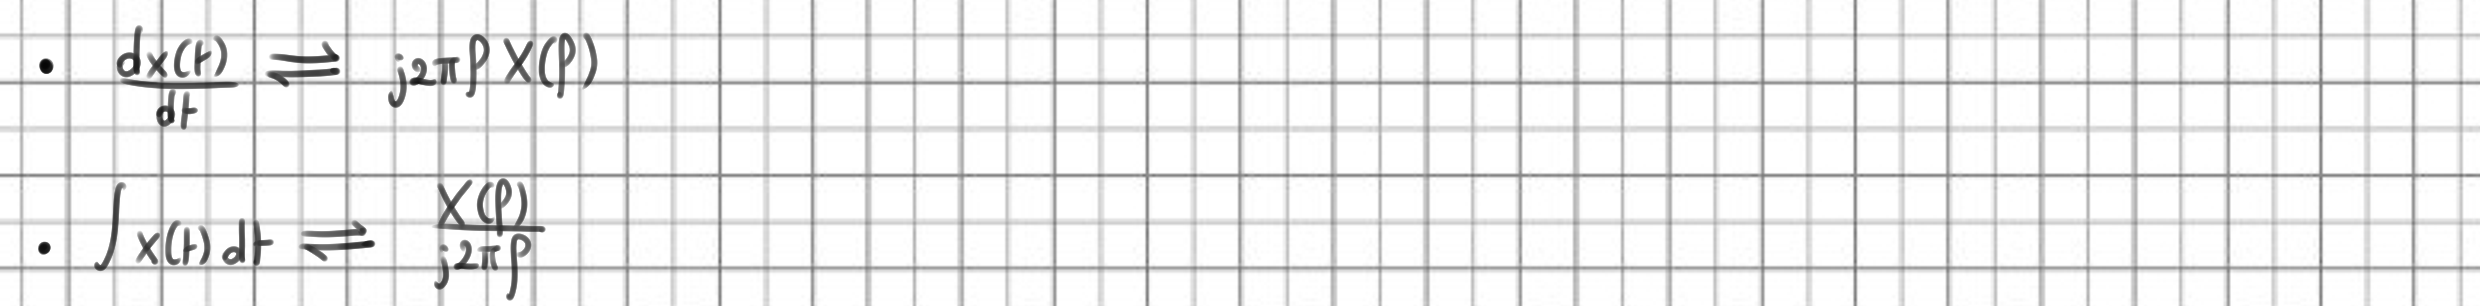 • dx(t)/dt ⇌ j2πf X(f)
• ∫ x(t) dt ⇌ X(f)/j2πf